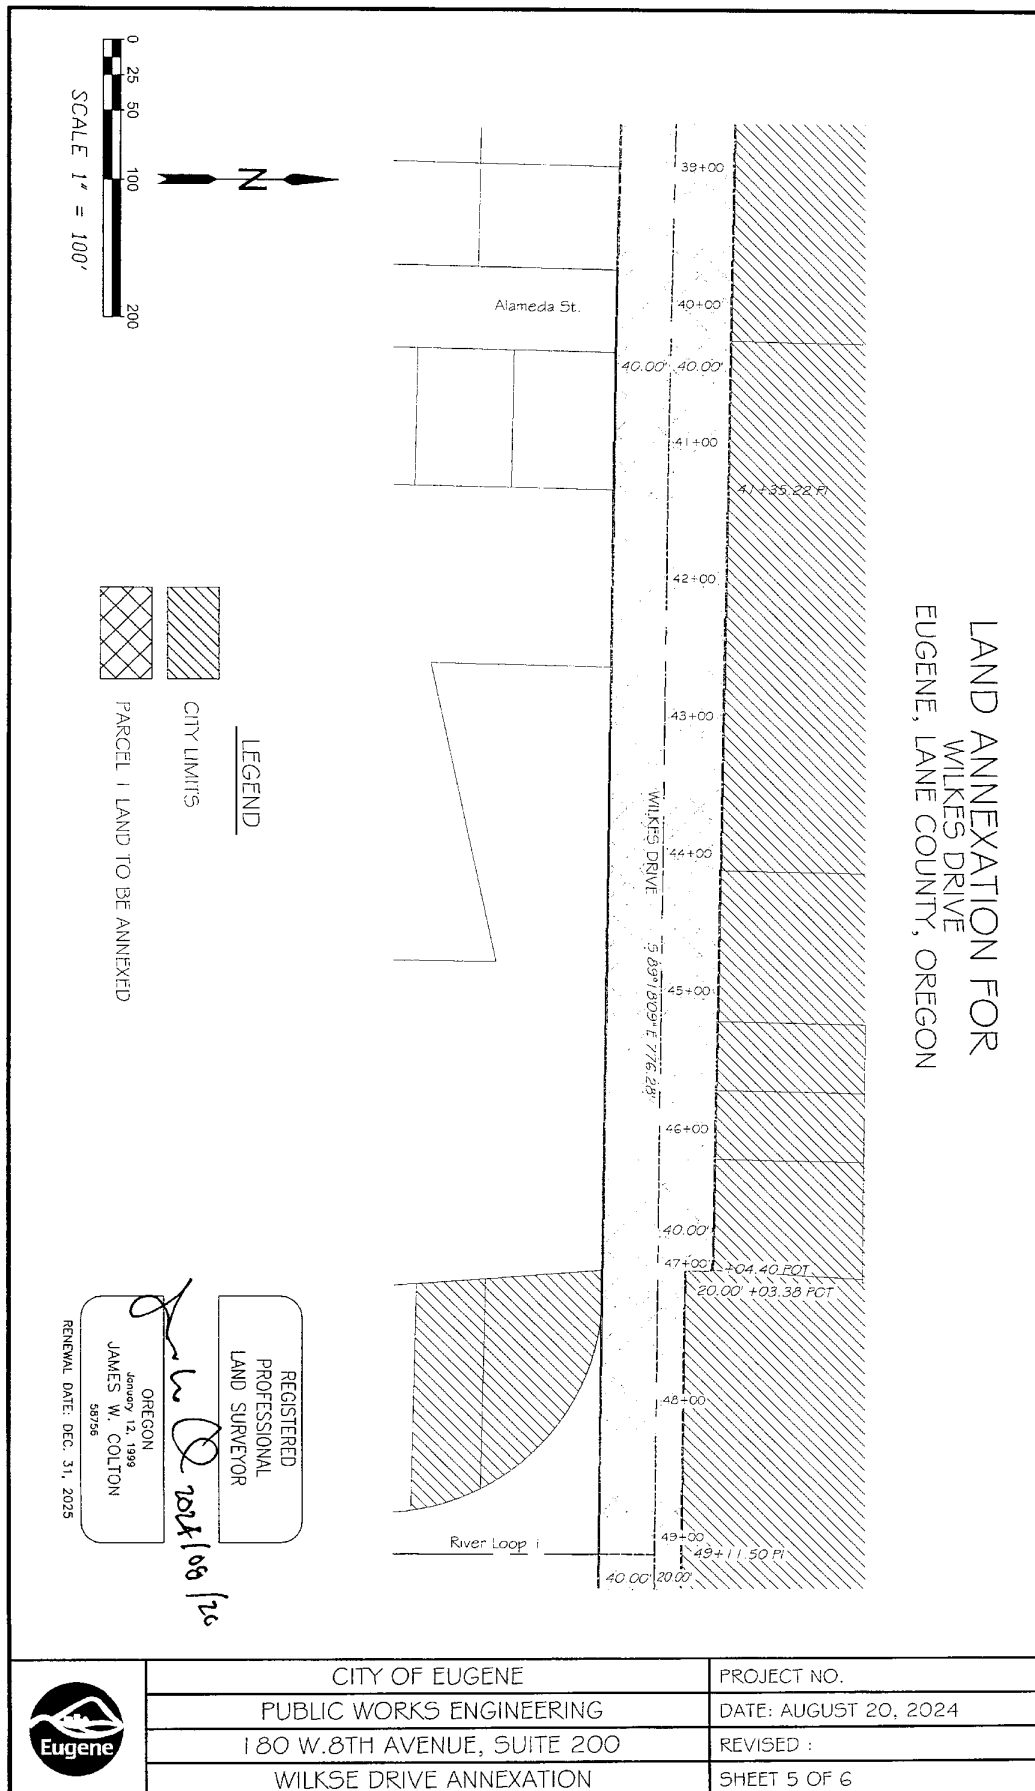 LAND ANNEXATION FOR
WILKES DRIVE
EUGENE, LANE COUNTY, OREGON
0
25
50
100
200
SCALE 1" = 100'
N
39+00
Alameda St.
40+00
40.00'
40.00'
41+00
41+35.22 PI
42+00
43+00
WILKES DRIVE
44+00
S 89°18'09" E 776.28'
45+00
46+00
40.00'
47+00
+04.40 POT
20.00' +03.38 POT
48+00
49+00
River Loop 1
49+11.50 PI
40.00'
20.00'
LEGEND
CITY LIMITS
PARCEL 1 LAND TO BE ANNEXED
REGISTERED
PROFESSIONAL
LAND SURVEYOR
2024/08/20
OREGON
January 12, 1999
JAMES W. COLTON
58756
RENEWAL DATE: DEC. 31, 2025
Eugene
CITY OF EUGENE
PUBLIC WORKS ENGINEERING
180 W.8TH AVENUE, SUITE 200
WILKSE DRIVE ANNEXATION
PROJECT NO.
DATE: AUGUST 20, 2024
REVISED :
SHEET 5 OF 6